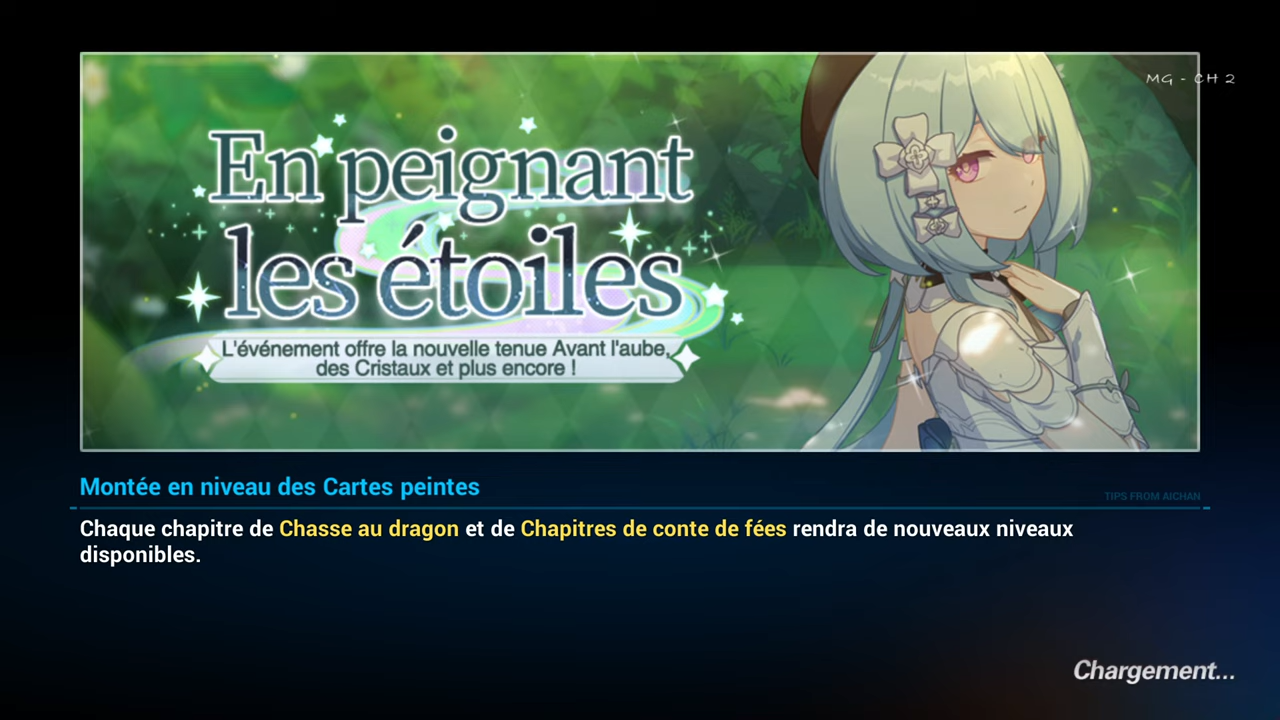 MG - CH 2
En peignant
les étoiles
L'événement offre la nouvelle tenue Avant l'aube,
des Cristaux et plus encore !
Montée en niveau des Cartes peintes
TIPS FROM AICHAN
Chaque chapitre de Chasse au dragon et de Chapitres de conte de fées rendra de nouveaux niveaux
disponibles.
Chargement...